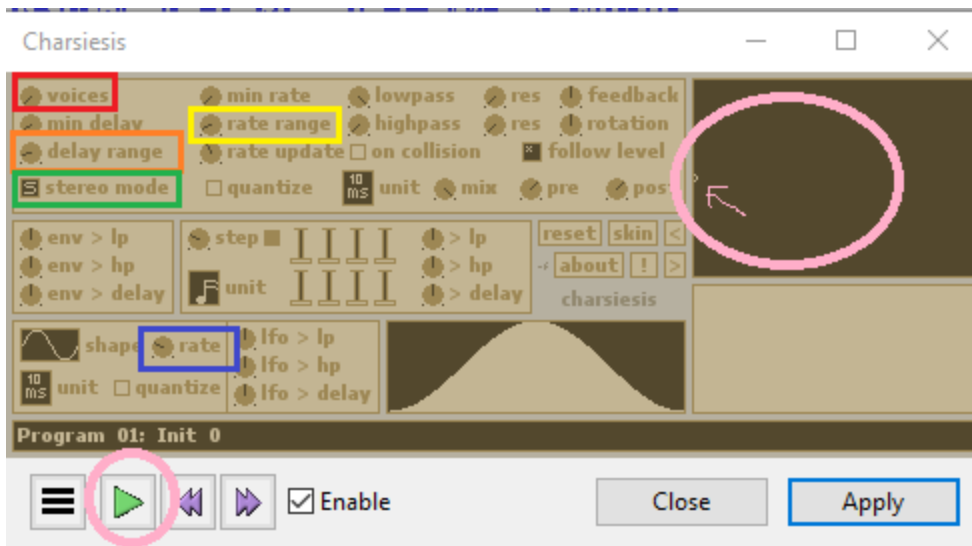 Charsiesis
voices min rate lowpass res feedback
min delay rate range highpass res rotation
delay range rate update on collision follow level
S stereo mode quantize 10 ms unit mix pre post
env > lp step > lp reset skin <
env > hp > hp about ! >
env > delay unit > delay charsiesis
shape rate lfo > lp
lfo > hp
10 ms unit quantize lfo > delay
Program 01: Init 0
Enable Close Apply